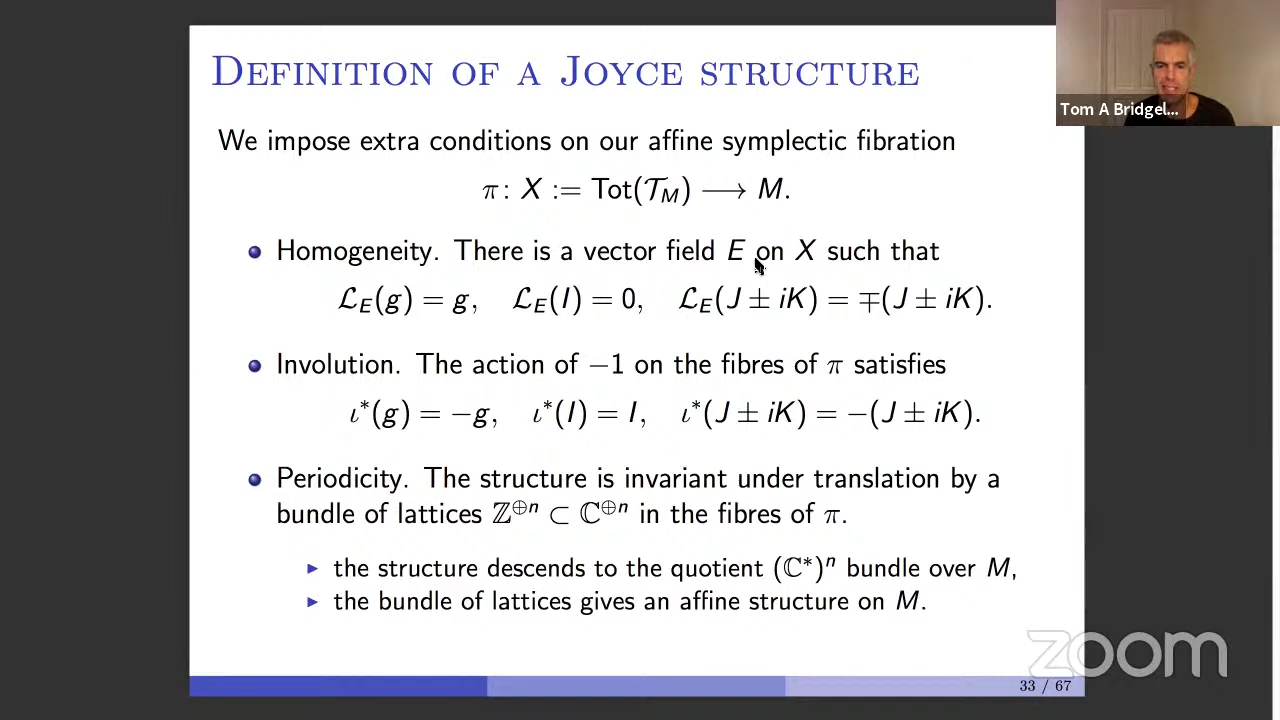 DEFINITION OF A JOYCE STRUCTURE
We impose extra conditions on our affine symplectic fibration
π: X := Tot(𝒯_M) ⟶ M.
Homogeneity. There is a vector field E on X such that
ℒ_E(g) = g, ℒ_E(I) = 0, ℒ_E(J ± iK) = ∓(J ± iK).
Involution. The action of −1 on the fibres of π satisfies
ι*(g) = −g, ι*(I) = I, ι*(J ± iK) = −(J ± iK).
Periodicity. The structure is invariant under translation by a
bundle of lattices ℤ^⊕n ⊂ ℂ^⊕n in the fibres of π.
the structure descends to the quotient (ℂ*)^n bundle over M,
the bundle of lattices gives an affine structure on M.
33 / 67
Tom A Bridgel...
zoom